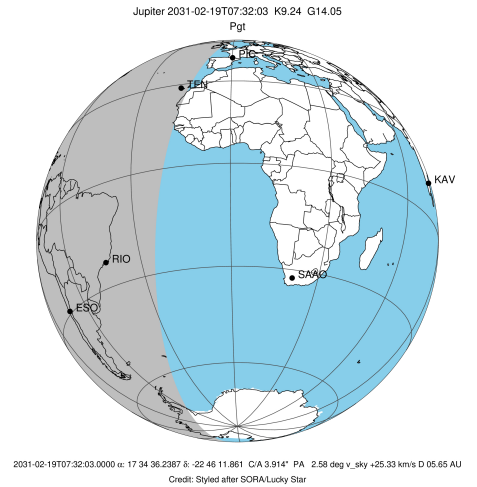 Jupiter 2031-02-19T07:32:03 K9.24 G14.05
Pgt
PIC
TEN
KAV
RIO
SAAO
ESO
2031-02-19T07:32:03.0000 α: 17 34 36.2387 δ: -22 46 11.861 C/A 3.914" PA 2.58 deg v_sky +25.33 km/s D 05.65 AU
Credit: Styled after SORA/Lucky Star